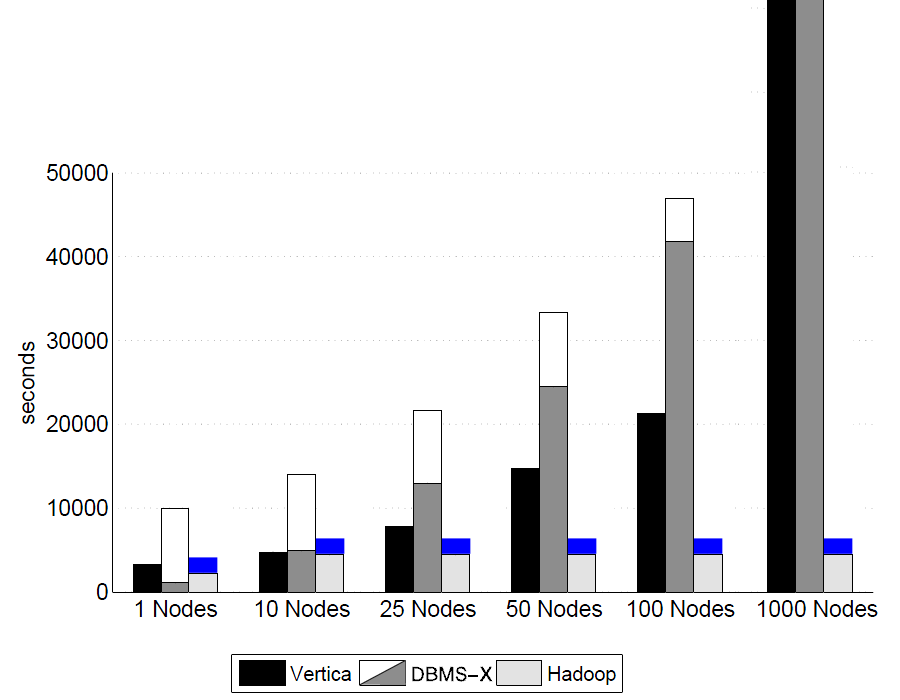 50000
40000
30000
20000
10000
0
seconds
1 Nodes 10 Nodes 25 Nodes 50 Nodes 100 Nodes 1000 Nodes
Vertica DBMS−X Hadoop